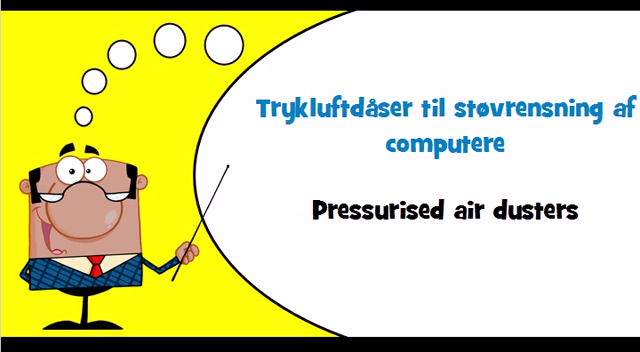 Trykluftdåser til støvrensning af
computere
Pressurised air dusters